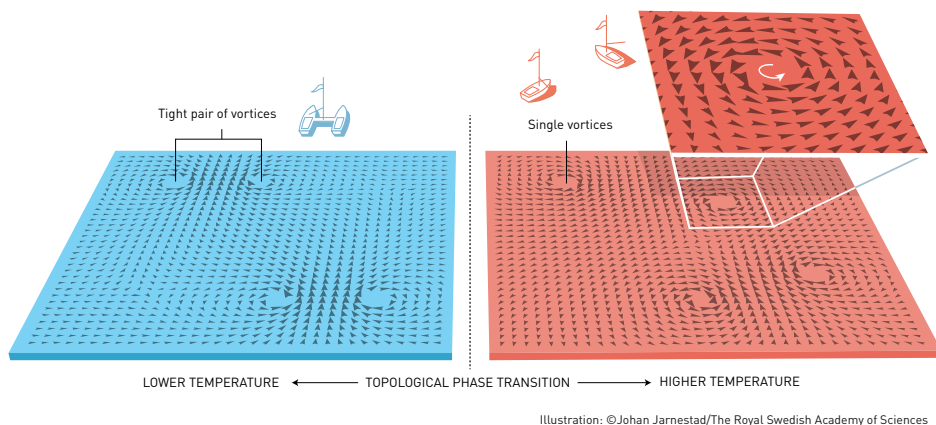 Tight pair of vortices
Single vortices
LOWER TEMPERATURE
TOPOLOGICAL PHASE TRANSITION
HIGHER TEMPERATURE
Illustration: ©Johan Jarnestad/The Royal Swedish Academy of Sciences